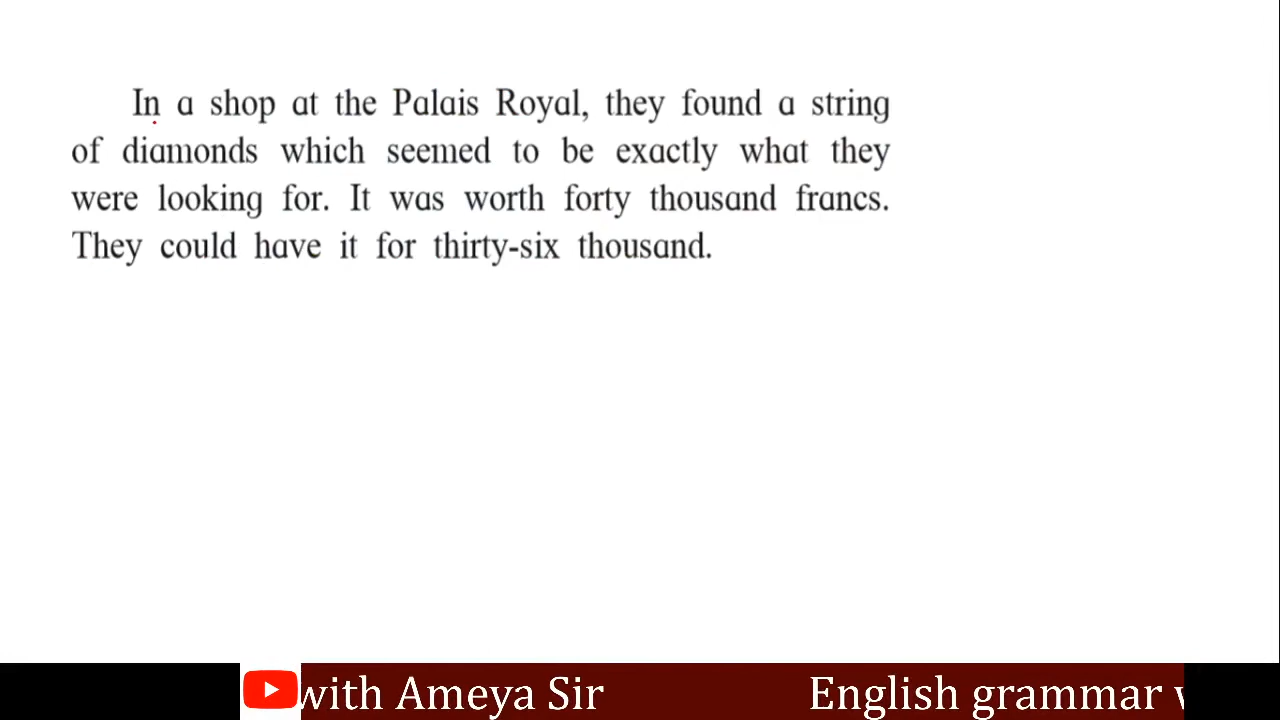 In a shop at the Palais Royal, they found a string
of diamonds which seemed to be exactly what they
were looking for. It was worth forty thousand francs.
They could have it for thirty-six thousand.
with Ameya Sir English grammar